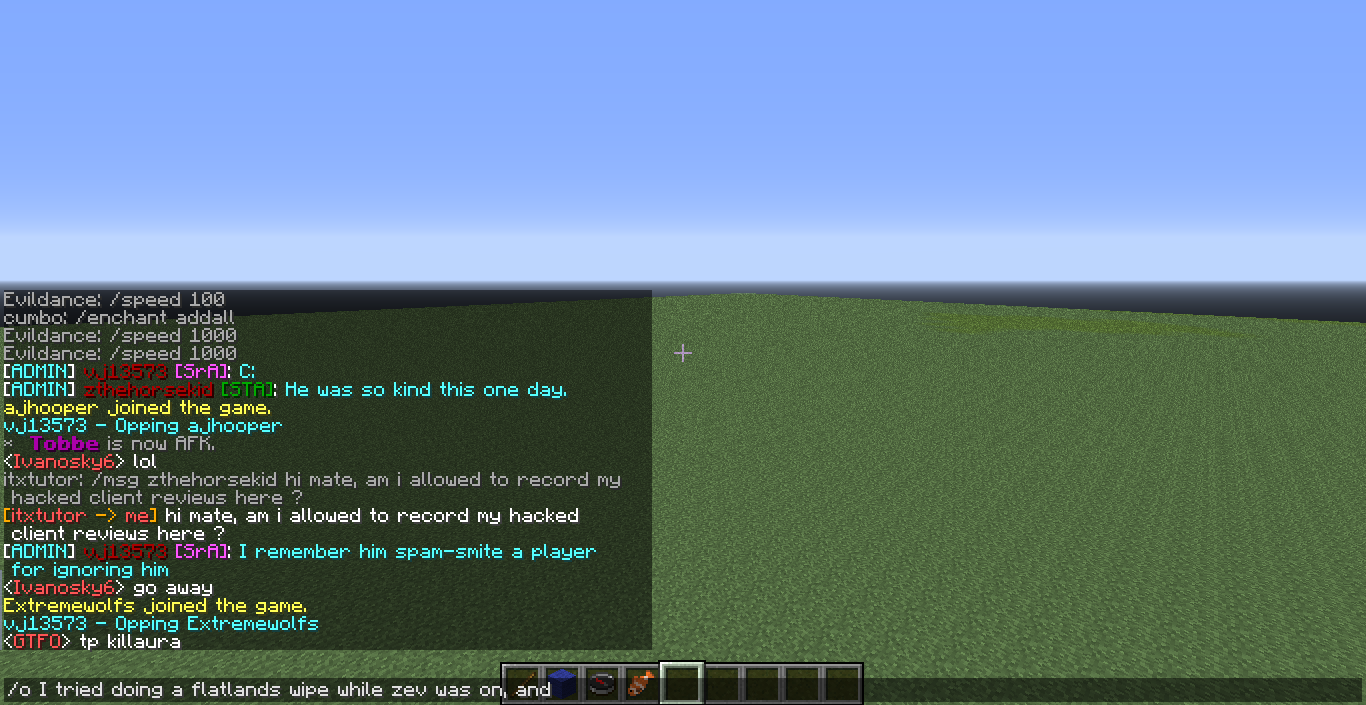 Evildance: /speed 100
cumbo: /enchant addall
Evildance: /speed 1000
Evildance: /speed 1000
[ADMIN] vj13573 [SrA]: C:
[ADMIN] zthehorsekid [STA]: He was so kind this one day.
ajhooper joined the game.
vj13573 - Opping ajhooper
* Tobbe is now AFK.
<Ivanosky6> lol
itxtutor: /msg zthehorsekid hi mate, am i allowed to record my
hacked client reviews here ?
[itxtutor -> me] hi mate, am i allowed to record my hacked
client reviews here ?
[ADMIN] vj13573 [SrA]: I remember him spam-smite a player
for ignoring him
<Ivanosky6> go away
Extremewolfs joined the game.
vj13573 - Opping Extremewolfs
<GTFO> tp killaura
/o I tried doing a flatlands wipe while zev was on, and